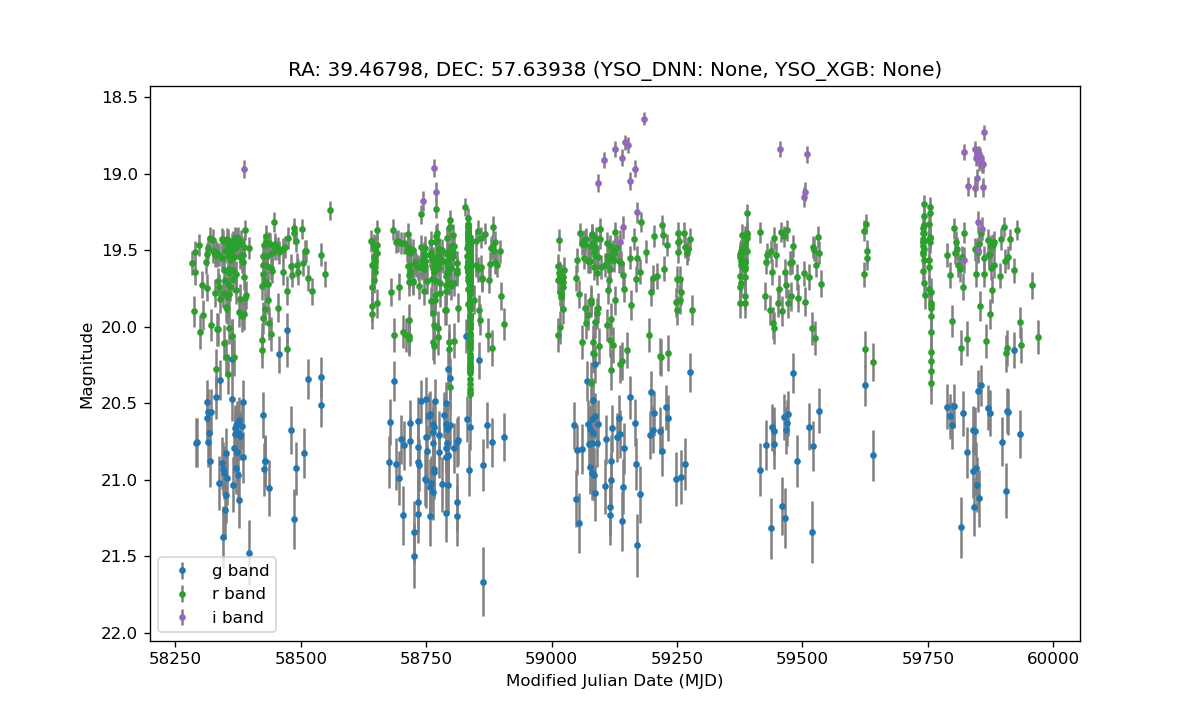 RA: 39.46798, DEC: 57.63938 (YSO_DNN: None, YSO_XGB: None)
18.5
19.0
19.5
20.0
20.5
21.0
21.5
22.0
Magnitude
g band
r band
i band
58250 58500 58750 59000 59250 59500 59750 60000
Modified Julian Date (MJD)